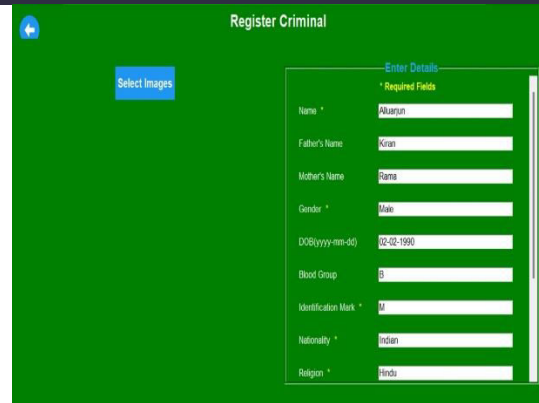 Register Criminal
Select Images
Enter Details
* Required Fields
Name * Alluarjun
Father's Name Kiran
Mother's Name Rama
Gender * Male
DOB(yyyy-mm-dd) 02-02-1990
Blood Group B
Identification Mark * M
Nationality * Indian
Religion * Hindu